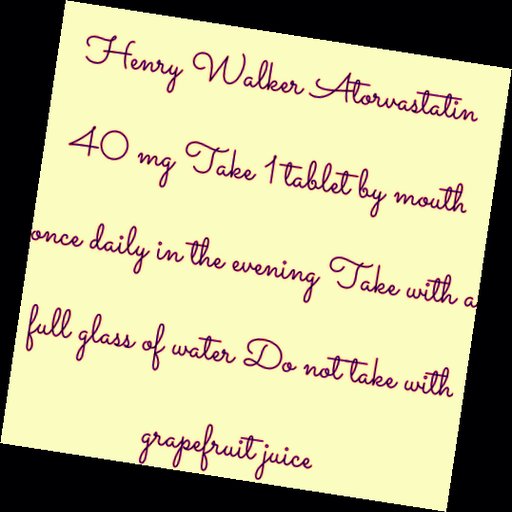 Henry Walker Atorvastatin
40 mg Take 1 tablet by mouth
once daily in the evening Take with a
full glass of water Do not take with
grapefruit juice